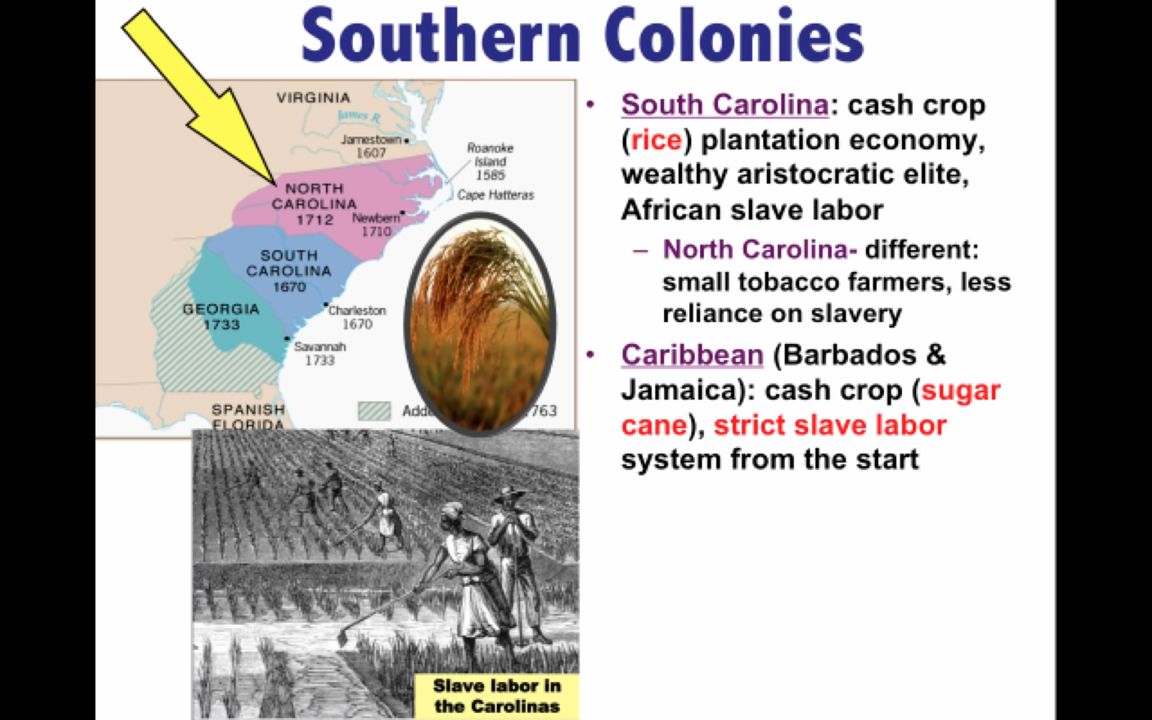 Southern Colonies
VIRGINIA
James R.
Jamestown
1607
Roanoke
Island
1585
Cape Hatteras
NORTH
CAROLINA
1712
Newbern
1710
SOUTH
CAROLINA
1670
GEORGIA
1733
Charleston
1670
Savannah
1733
SPANISH
FLORIDA
763
• South Carolina: cash crop
(rice) plantation economy,
wealthy aristocratic elite,
African slave labor
– North Carolina- different:
small tobacco farmers, less
reliance on slavery
• Caribbean (Barbados &
Jamaica): cash crop (sugar
cane), strict slave labor
system from the start
Slave labor in
the Carolinas